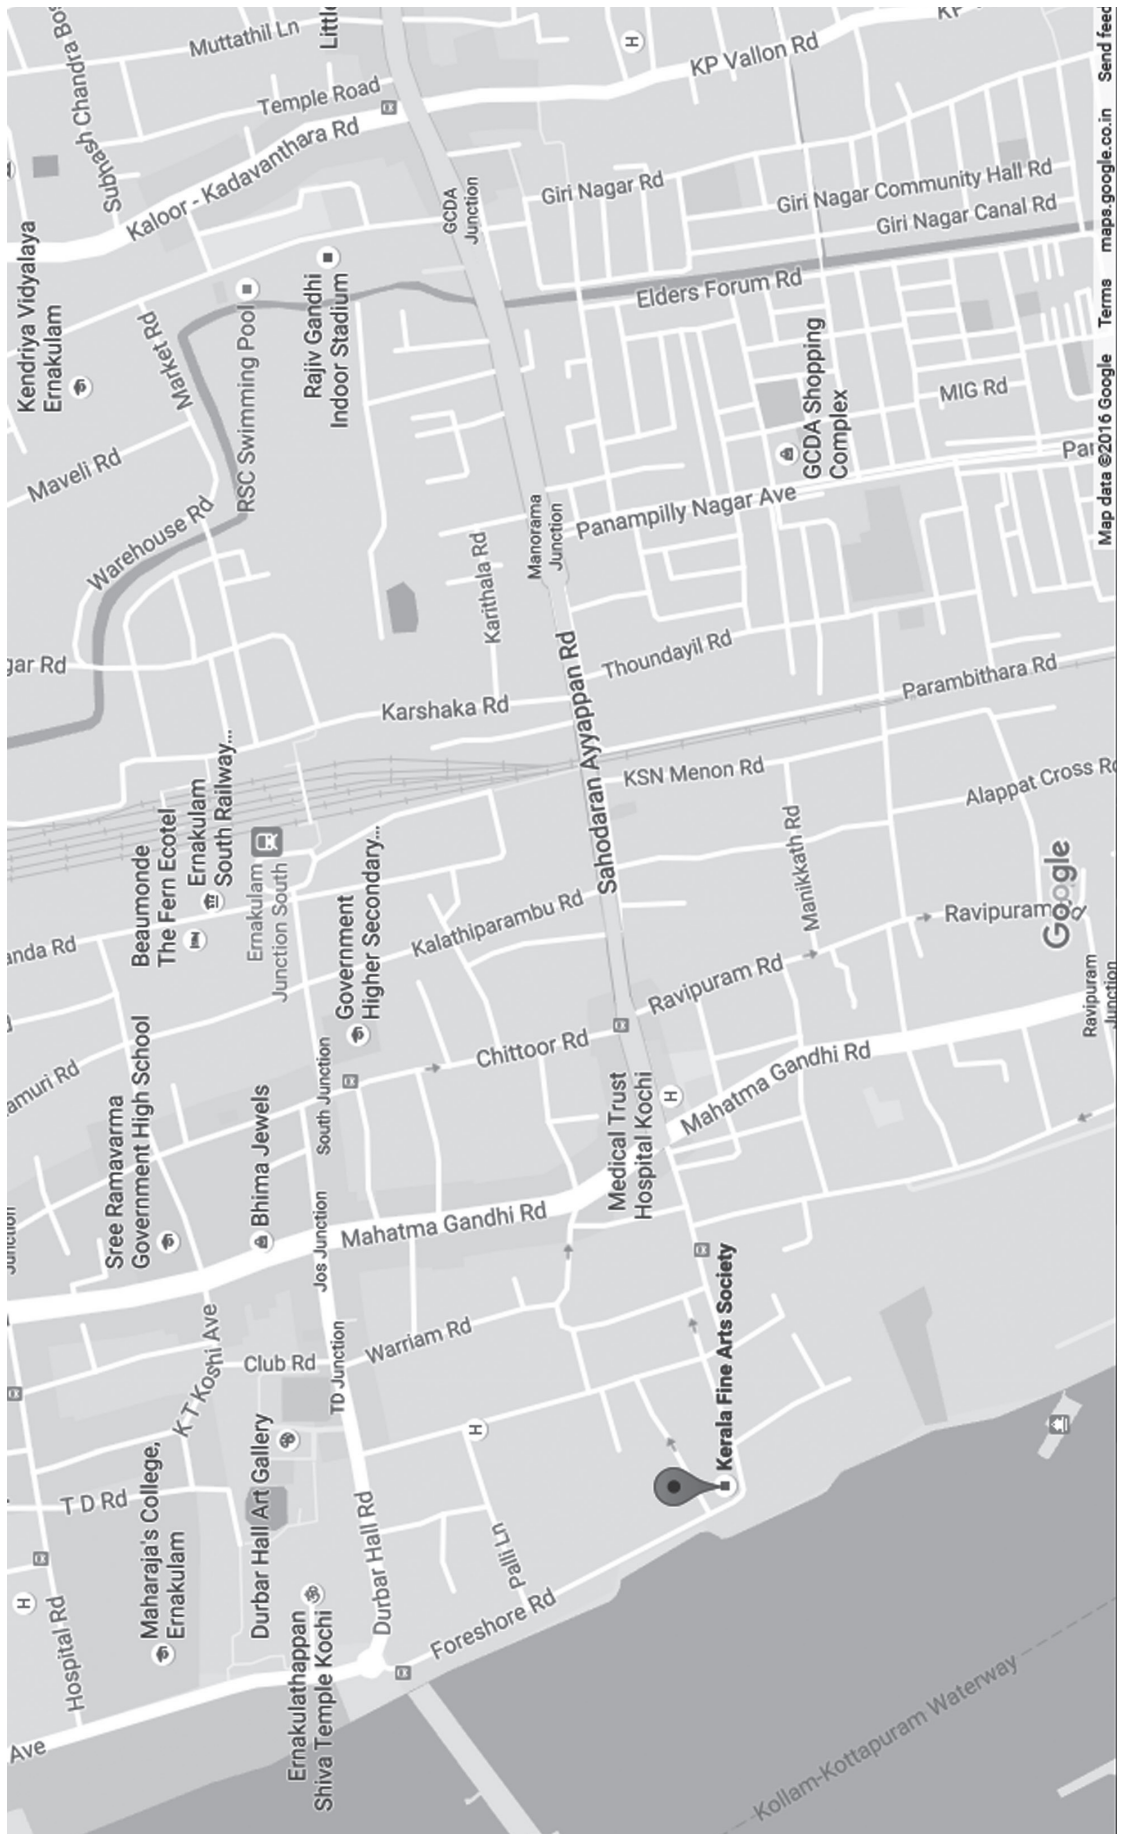 Muttathil Ln
Little
KP Vallon Rd
KP
Send feed
Subhash Chandra Bos
Temple Road
Kaloor - Kadavanthara Rd
Giri Nagar Rd
Giri Nagar Community Hall Rd
Giri Nagar Canal Rd
maps.google.co.in
Kendriya Vidyalaya
Ernakulam
GCDA
Junction
Market Rd
RSC Swimming Pool
Rajiv Gandhi
Indoor Stadium
Elders Forum Rd
Terms
GCDA Shopping
Complex
MIG Rd
Map data ©2016 Google
Maveli Rd
Warehouse Rd
Manorama
Junction
Panampilly Nagar Ave
Par
gar Rd
Karithala Rd
Karshaka Rd
Thoundayil Rd
Parambithara Rd
Sahodaran Ayyappan Rd
KSN Menon Rd
Alappat Cross Rd
Beaumonde
The Fern Ecotel
Ernakulam
South Railway...
Ernakulam
Junction South
Government
Higher Secondary...
Kalathiparambu Rd
Manikkath Rd
Google
Ravipuram Rd
anda Rd
Ravipuram Rd
Ravipuram
Junction
amuri Rd
Sree Ramavarma
Government High School
Bhima Jewels
South Junction
Chittoor Rd
Medical Trust
Hospital Kochi
H
Mahatma Gandhi Rd
Junction
Jos Junction
Mahatma Gandhi Rd
K T Koshi Ave
Club Rd
TD Junction
Warriam Rd
Kerala Fine Arts Society
T D Rd
Maharaja's College,
Ernakulam
Durbar Hall Art Gallery
H
H
H
Hospital Rd
Durbar Hall Rd
Palli Ln
Foreshore Rd
Ernakulathappan
Shiva Temple Kochi
Ave
Kollam-Kottapuram Waterway